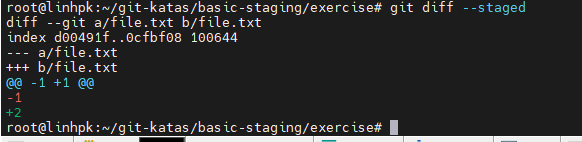 root@linhpk:~/git-katas/basic-staging/exercise# git diff --staged
diff --git a/file.txt b/file.txt
index d00491f..0cfbf08 100644
--- a/file.txt
+++ b/file.txt
@@ -1 +1 @@
-1
+2
root@linhpk:~/git-katas/basic-staging/exercise#